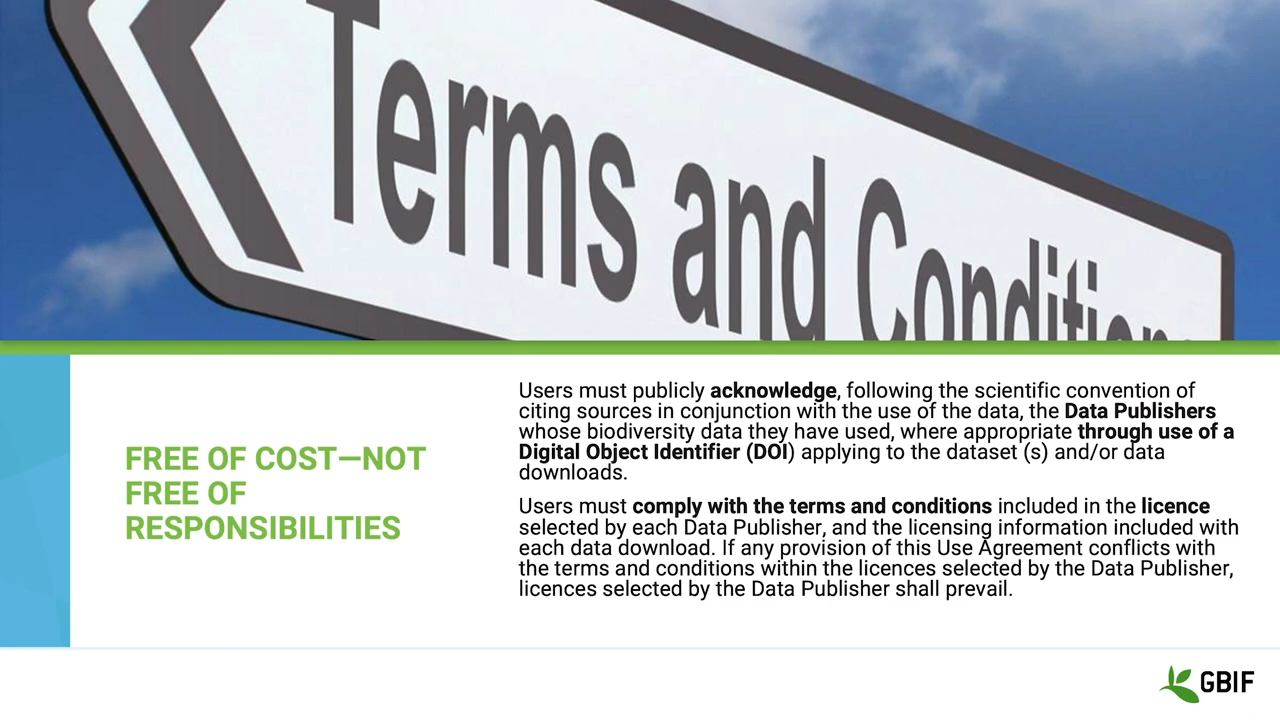 Terms and Condition
FREE OF COST—NOT
FREE OF
RESPONSIBILITIES
Users must publicly acknowledge, following the scientific convention of
citing sources in conjunction with the use of the data, the Data Publishers
whose biodiversity data they have used, where appropriate through use of a
Digital Object Identifier (DOI) applying to the dataset (s) and/or data
downloads.
Users must comply with the terms and conditions included in the licence
selected by each Data Publisher, and the licensing information included with
each data download. If any provision of this Use Agreement conflicts with
the terms and conditions within the licences selected by the Data Publisher,
licences selected by the Data Publisher shall prevail.
GBIF